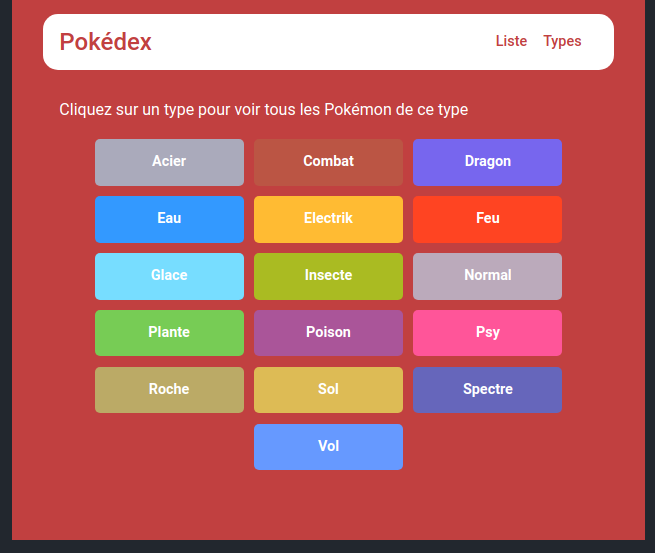 Pokédex
Liste Types
Cliquez sur un type pour voir tous les Pokémon de ce type
Acier Combat Dragon
Eau Electrik Feu
Glace Insecte Normal
Plante Poison Psy
Roche Sol Spectre
Vol